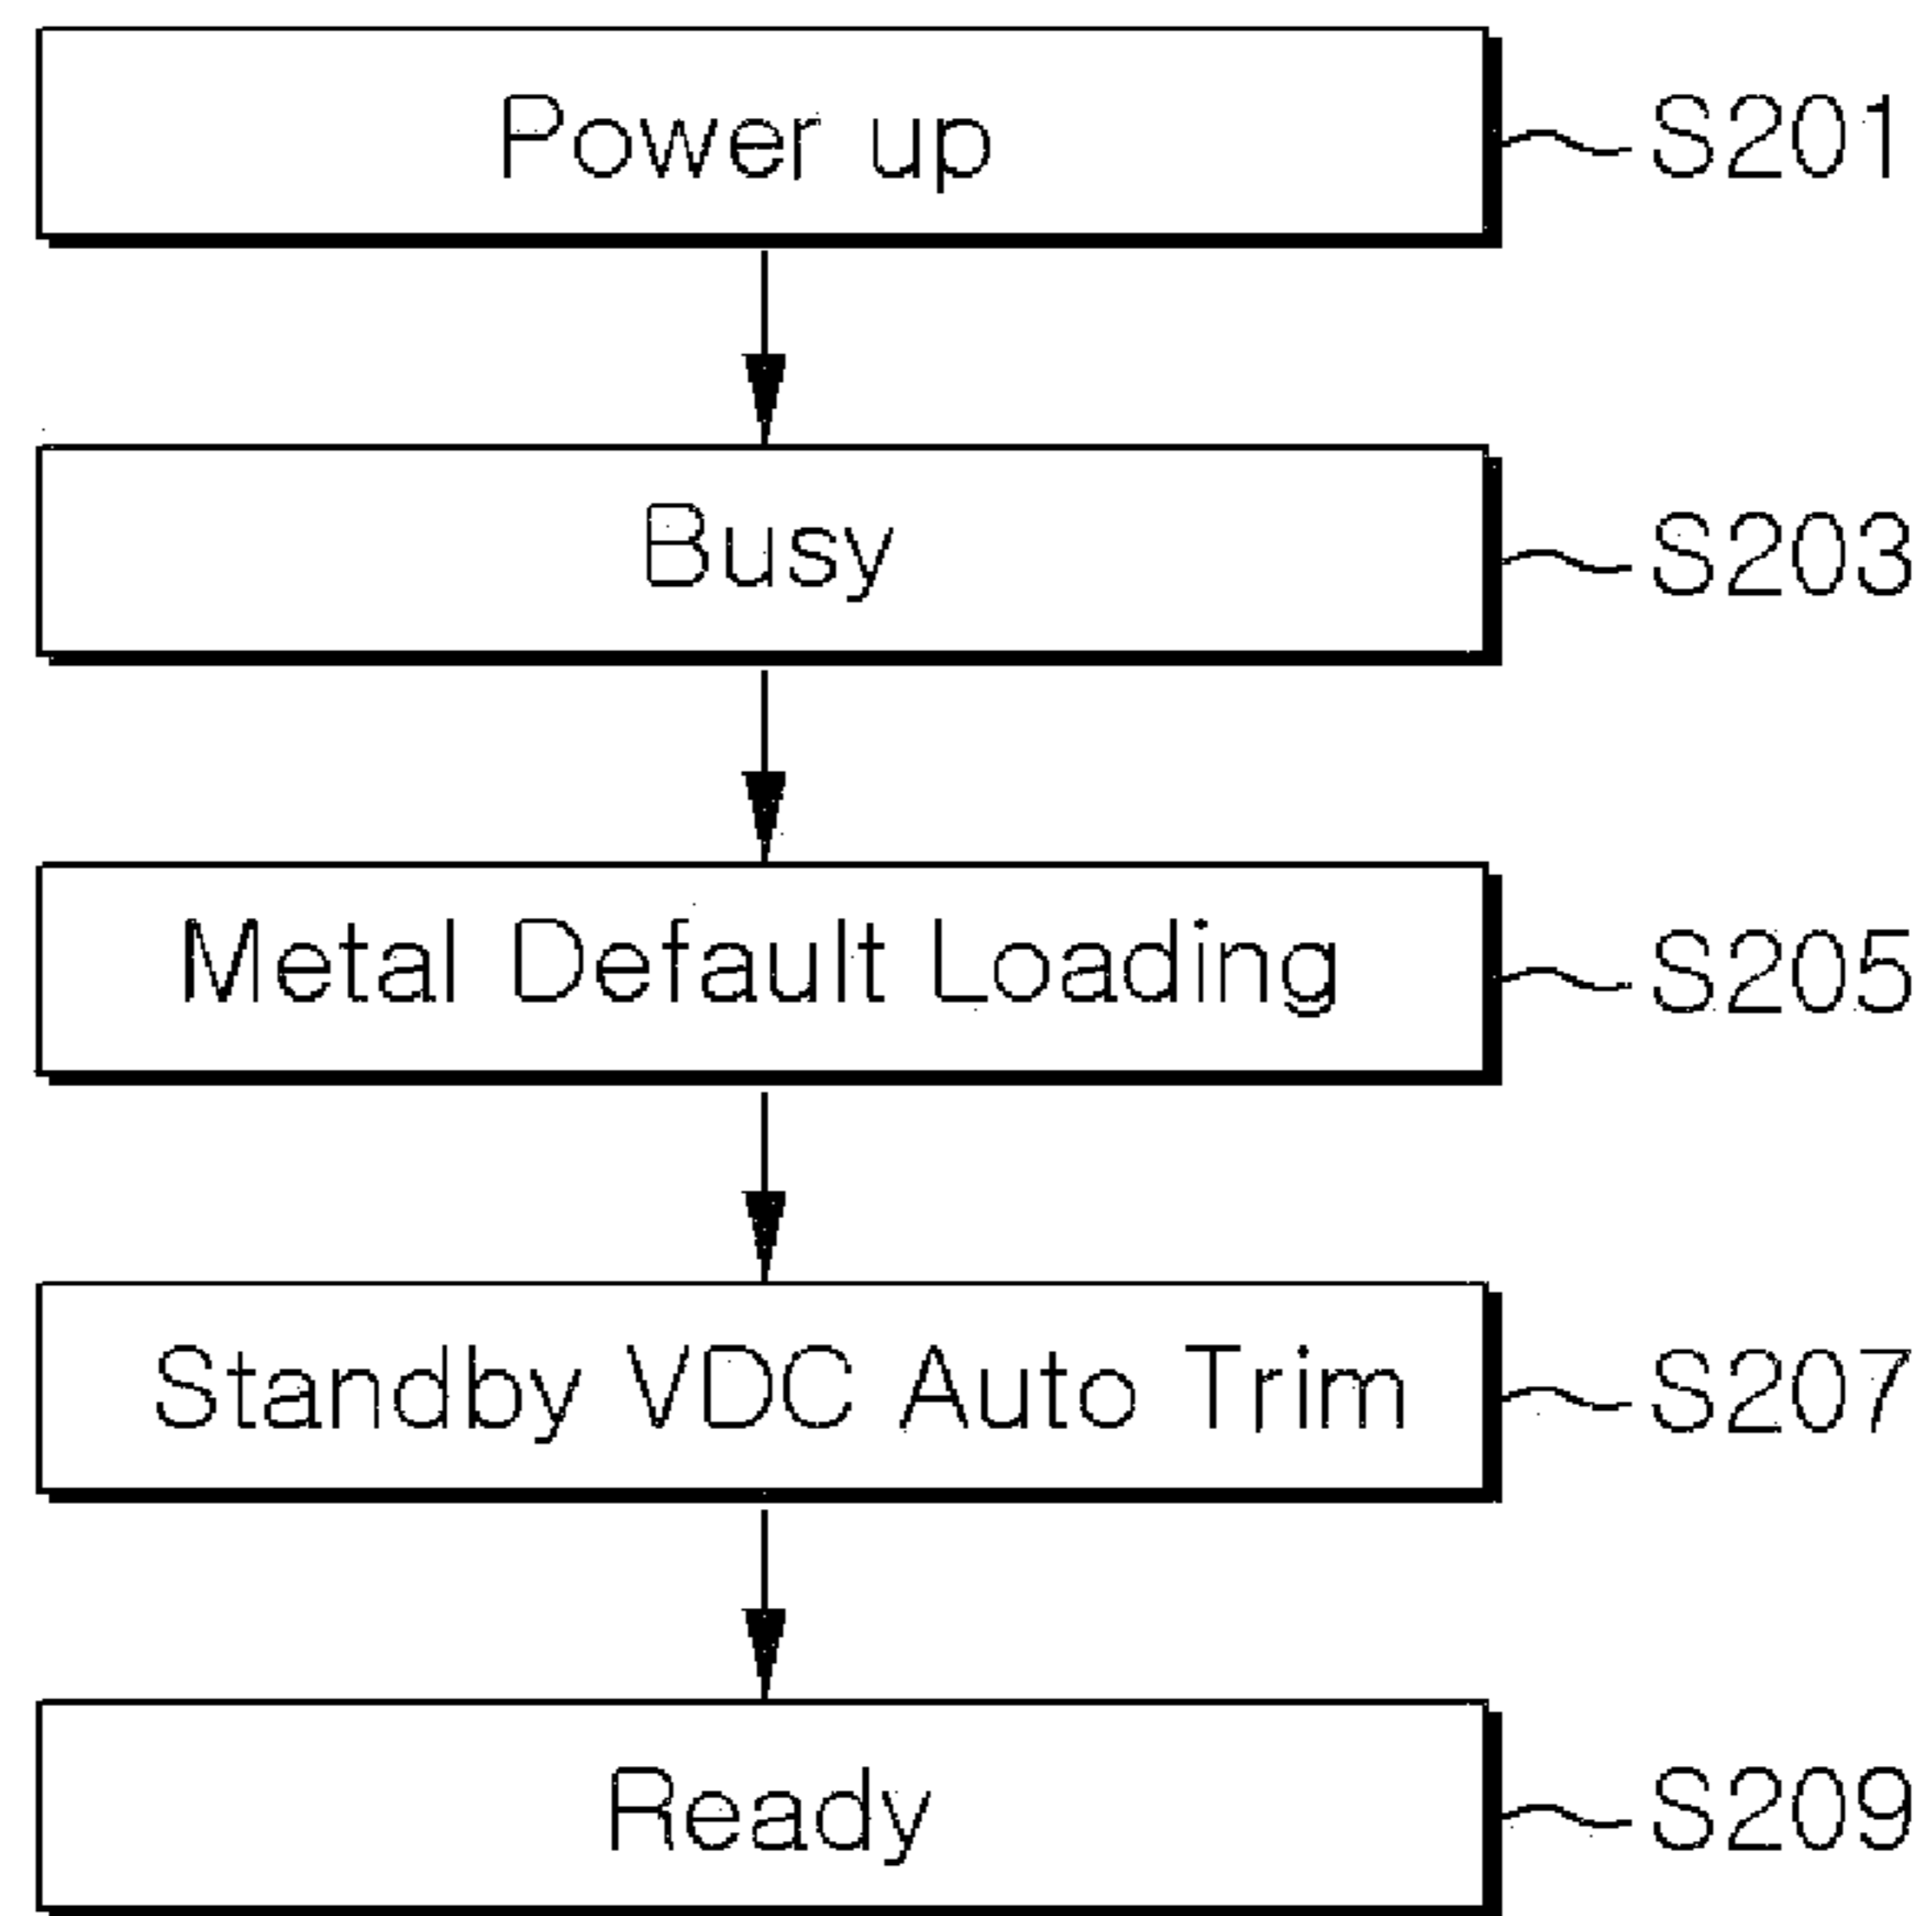 Power up S201
Busy S203
Metal Default Loading S205
Standby VDC Auto Trim S207
Ready S209